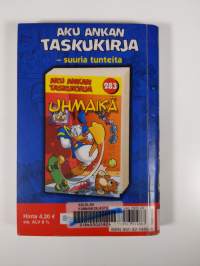 AKU ANKAN
TASKUKIRJA
– suuria tunteita
AKU ANKAN
TASKUKIRJA
283
UHMAIKÄ
Hinta 4,20 €
sis. ALV 8 %